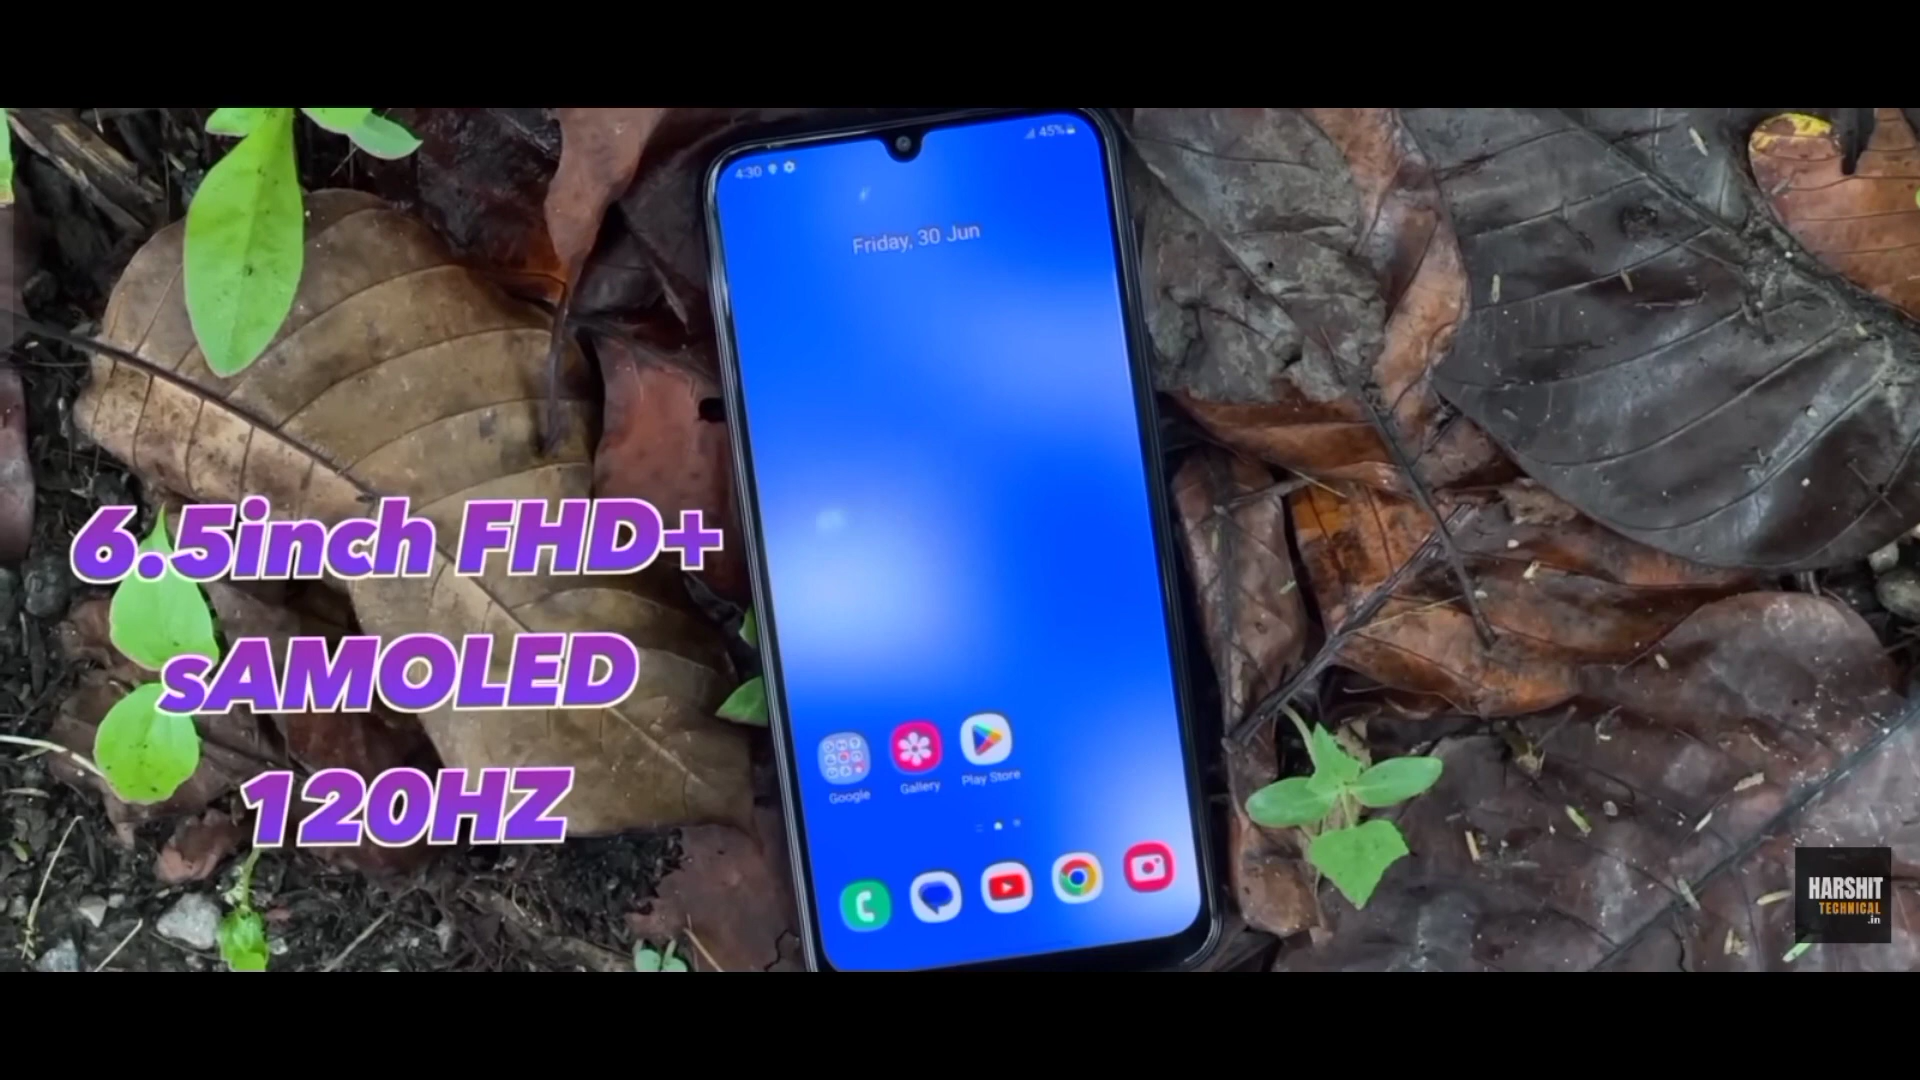 4:30
45%
Friday, 30 Jun
6.5inch FHD+
sAMOLED
120HZ
Google
Gallery
Play Store
HARSHIT
TECHNICAL
.in